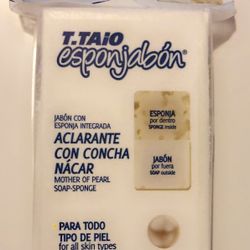 T.TAiO
esponjabón®
JABÓN CON
ESPONJA INTEGRADA
ACLARANTE
CON CONCHA
NÁCAR
MOTHER OF PEARL
SOAP-SPONGE
ESPONJA
por dentro
SPONGE inside
JABÓN
por fuera
SOAP outside
PARA TODO
TIPO DE PIEL
for all skin types